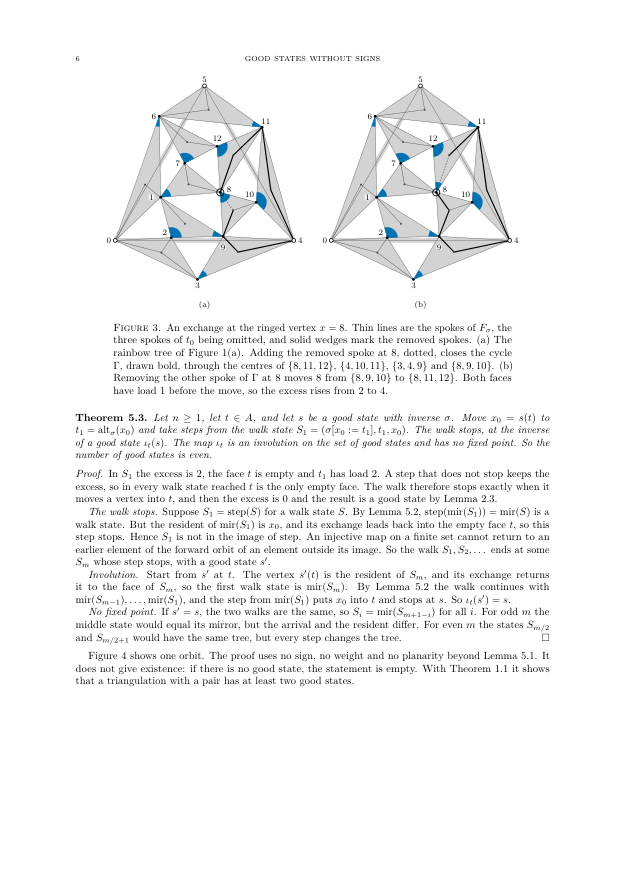 6
GOOD STATES WITHOUT SIGNS
5
6
11
12
7
8
10
1
2
9
0
4
3
5
6
11
12
7
8
10
1
2
9
0
4
3
(a)
(b)
FIGURE 3. An exchange at the ringed vertex x = 8. Thin lines are the spokes of F_σ, the
three spokes of t₀ being omitted, and solid wedges mark the removed spokes. (a) The
rainbow tree of Figure 1(a). Adding the removed spoke at 8, dotted, closes the cycle
Γ, drawn bold, through the centres of {8, 11, 12}, {4, 10, 11}, {3, 4, 9} and {8, 9, 10}. (b)
Removing the other spoke of Γ at 8 moves 8 from {8, 9, 10} to {8, 11, 12}. Both faces
have load 1 before the move, so the excess rises from 2 to 4.
Theorem 5.3. Let n ≥ 1, let t ∈ A, and let s be a good state with inverse σ. Move x₀ = s(t) to
t₁ = alt_σ(x₀) and take steps from the walk state S₁ = (σ[x₀ := t₁], t₁, x₀). The walk stops, at the inverse
of a good state ι_t(s). The map ι_t is an involution on the set of good states and has no fixed point. So the
number of good states is even.
Proof. In S₁ the excess is 2, the face t is empty and t₁ has load 2. A step that does not stop keeps the
excess, so in every walk state reached t is the only empty face. The walk therefore stops exactly when it
moves a vertex into t, and then the excess is 0 and the result is a good state by Lemma 2.3.
The walk stops. Suppose S₁ = step(S) for a walk state S. By Lemma 5.2, step(mir(S₁)) = mir(S) is a
walk state. But the resident of mir(S₁) is x₀, and its exchange leads back into the empty face t, so this
step stops. Hence S₁ is not in the image of step. An injective map on a finite set cannot return to an
earlier element of the forward orbit of an element outside its image. So the walk S₁, S₂, . . . ends at some
S_m whose step stops, with a good state s′.
Involution. Start from s′ at t. The vertex s′(t) is the resident of S_m, and its exchange returns
it to the face of S_m, so the first walk state is mir(S_m). By Lemma 5.2 the walk continues with
mir(S_{m−1}), . . . , mir(S₁), and the step from mir(S₁) puts x₀ into t and stops at s. So ι_t(s′) = s.
No fixed point. If s′ = s, the two walks are the same, so S_i = mir(S_{m+1−i}) for all i. For odd m the
middle state would equal its mirror, but the arrival and the resident differ. For even m the states S_{m/2}
and S_{m/2+1} would have the same tree, but every step changes the tree. □
Figure 4 shows one orbit. The proof uses no sign, no weight and no planarity beyond Lemma 5.1. It
does not give existence: if there is no good state, the statement is empty. With Theorem 1.1 it shows
that a triangulation with a pair has at least two good states.